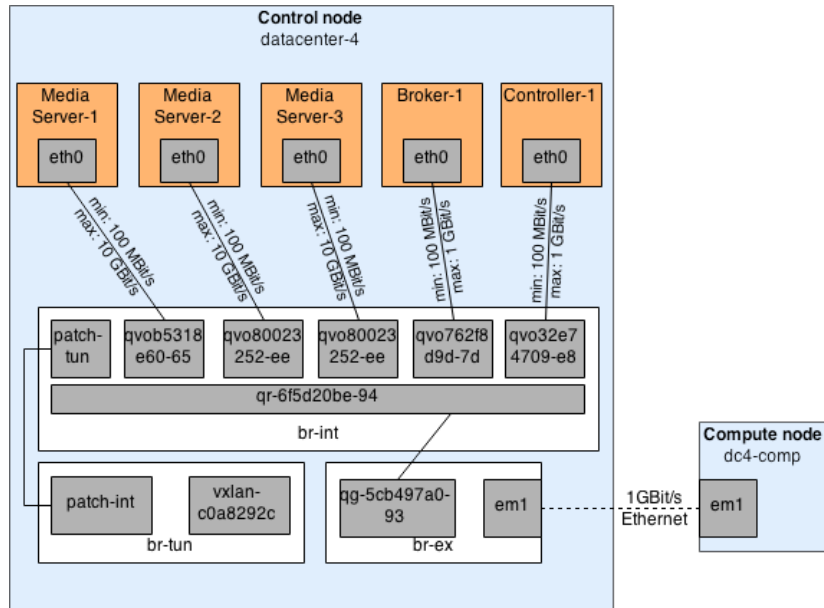 Control node
datacenter-4
Media
Server-1
eth0
Media
Server-2
eth0
Media
Server-3
eth0
Broker-1
eth0
Controller-1
eth0
min: 100 MBit/s
max: 10 GBit/s
min: 100 MBit/s
max: 10 GBit/s
min: 100 MBit/s
max: 10 GBit/s
min: 100 MBit/s
max: 1 GBit/s
min: 100 MBit/s
max: 1 GBit/s
patch-
tun
qvob5318
e60-65
qvo80023
252-ee
qvo80023
252-ee
qvo762f8
d9d-7d
qvo32e7
4709-e8
qr-6f5d20be-94
br-int
patch-int
vxlan-
c0a8292c
br-tun
qg-5cb497a0-
93
em1
br-ex
1GBit/s
Ethernet
Compute node
dc4-comp
em1